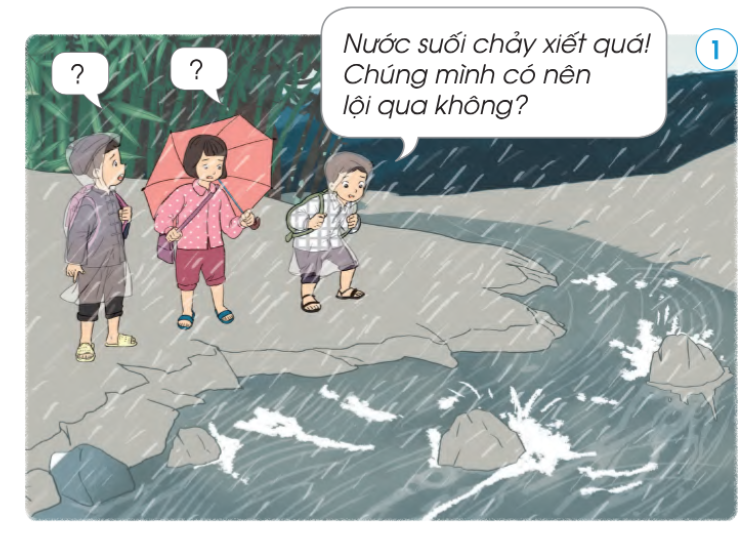 ?
?
Nước suối chảy xiết quá!
Chúng mình có nên
lội qua không?
1